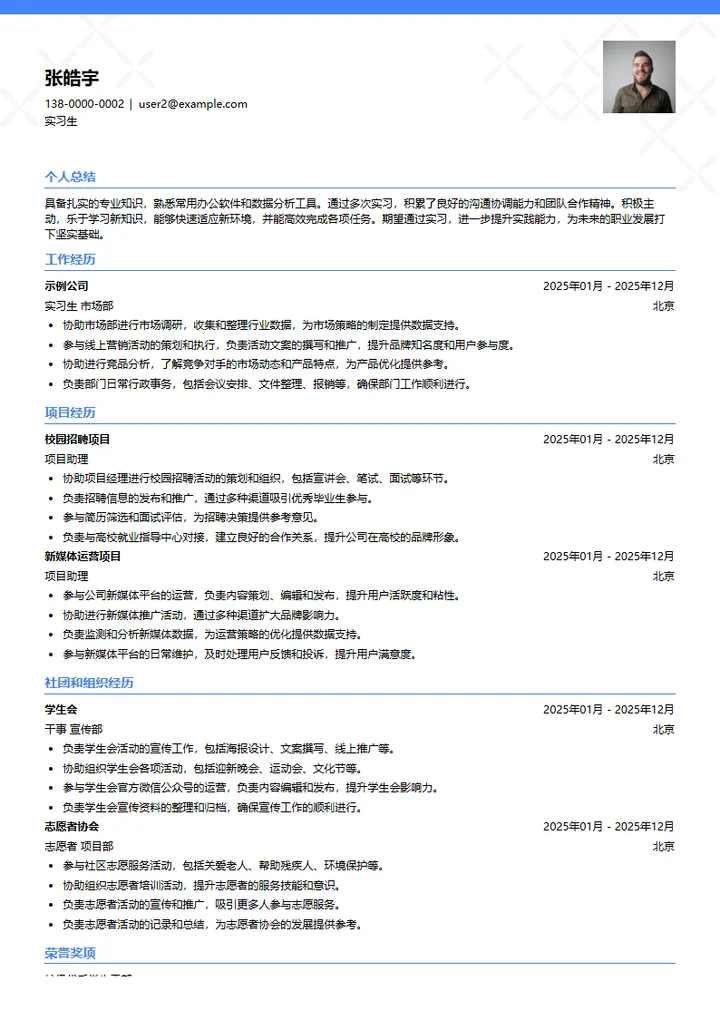 张皓宇
138-0000-0002 | user2@example.com
实习生
个人总结
具备扎实的专业知识，熟悉常用办公软件和数据分析工具。通过多次实习，积累了良好的沟通协调能力和团队合作精神。积极主
动，乐于学习新知识，能够快速适应新环境，并能高效完成各项任务。期望通过实习，进一步提升实践能力，为未来的职业发展打
下坚实基础。
工作经历
示例公司 2025年01月 - 2025年12月
实习生 市场部 北京
• 协助市场部进行市场调研，收集和整理行业数据，为市场策略的制定提供数据支持。
• 参与线上营销活动的策划和执行，负责活动文案的撰写和推广，提升品牌知名度和用户参与度。
• 协助进行竞品分析，了解竞争对手的市场动态和产品特点，为产品优化提供参考。
• 负责部门日常行政事务，包括会议安排、文件整理、报销等，确保部门工作顺利进行。
项目经历
校园招聘项目 2025年01月 - 2025年12月
项目助理 北京
• 协助项目经理进行校园招聘活动的策划和组织，包括宣讲会、笔试、面试等环节。
• 负责招聘信息的发布和推广，通过多种渠道吸引优秀毕业生参与。
• 参与简历筛选和面试评估，为招聘决策提供参考意见。
• 负责与高校就业指导中心对接，建立良好的合作关系，提升公司在高校的品牌形象。
新媒体运营项目 2025年01月 - 2025年12月
项目助理 北京
• 参与公司新媒体平台的运营，负责内容策划、编辑和发布，提升用户活跃度和粘性。
• 协助进行新媒体推广活动，通过多种渠道扩大品牌影响力。
• 负责监测和分析新媒体数据，为运营策略的优化提供数据支持。
• 参与新媒体平台的日常维护，及时处理用户反馈和投诉，提升用户满意度。
社团和组织经历
学生会 2025年01月 - 2025年12月
干事 宣传部 北京
• 负责学生会活动的宣传工作，包括海报设计、文案撰写、线上推广等。
• 协助组织学生会各项活动，包括迎新晚会、运动会、文化节等。
• 参与学生会官方微信公众号的运营，负责内容编辑和发布，提升学生会影响力。
• 负责学生会宣传资料的整理和归档，确保宣传工作的顺利进行。
志愿者协会 2025年01月 - 2025年12月
志愿者 项目部 北京
• 参与社区志愿服务活动，包括关爱老人、帮助残疾人、环境保护等。
• 协助组织志愿者培训活动，提升志愿者的服务技能和意识。
• 负责志愿者活动的宣传和推广，吸引更多人参与志愿服务。
• 负责志愿者活动的记录和总结，为志愿者协会的发展提供参考。
荣誉奖项